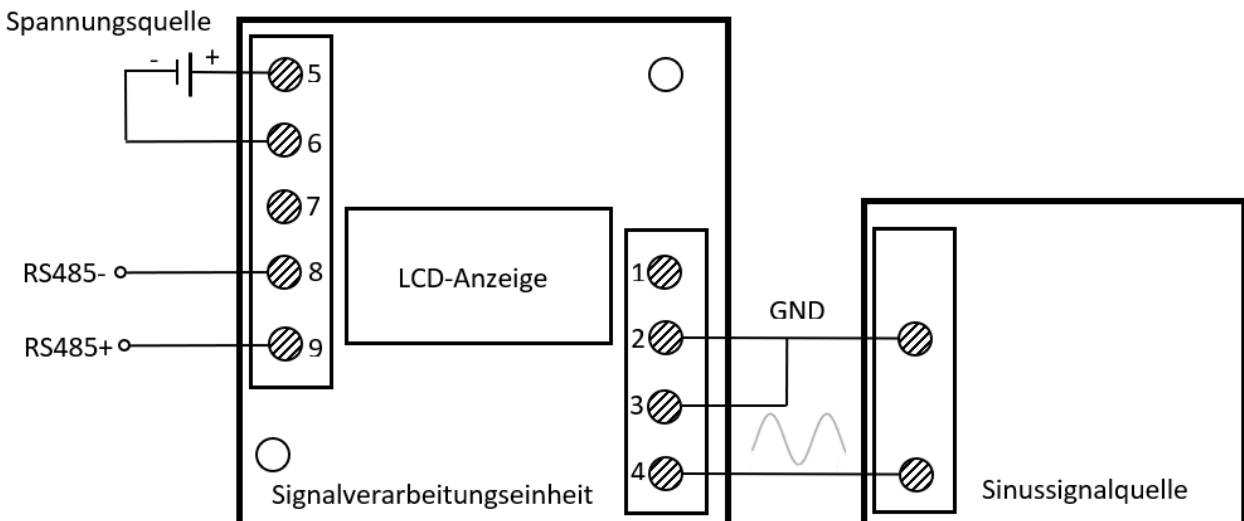 Spannungsquelle
- +
5
6
7
RS485- 8
RS485+ 9
LCD-Anzeige
1
2
3
4
GND
Signalverarbeitungseinheit
Sinussignalquelle